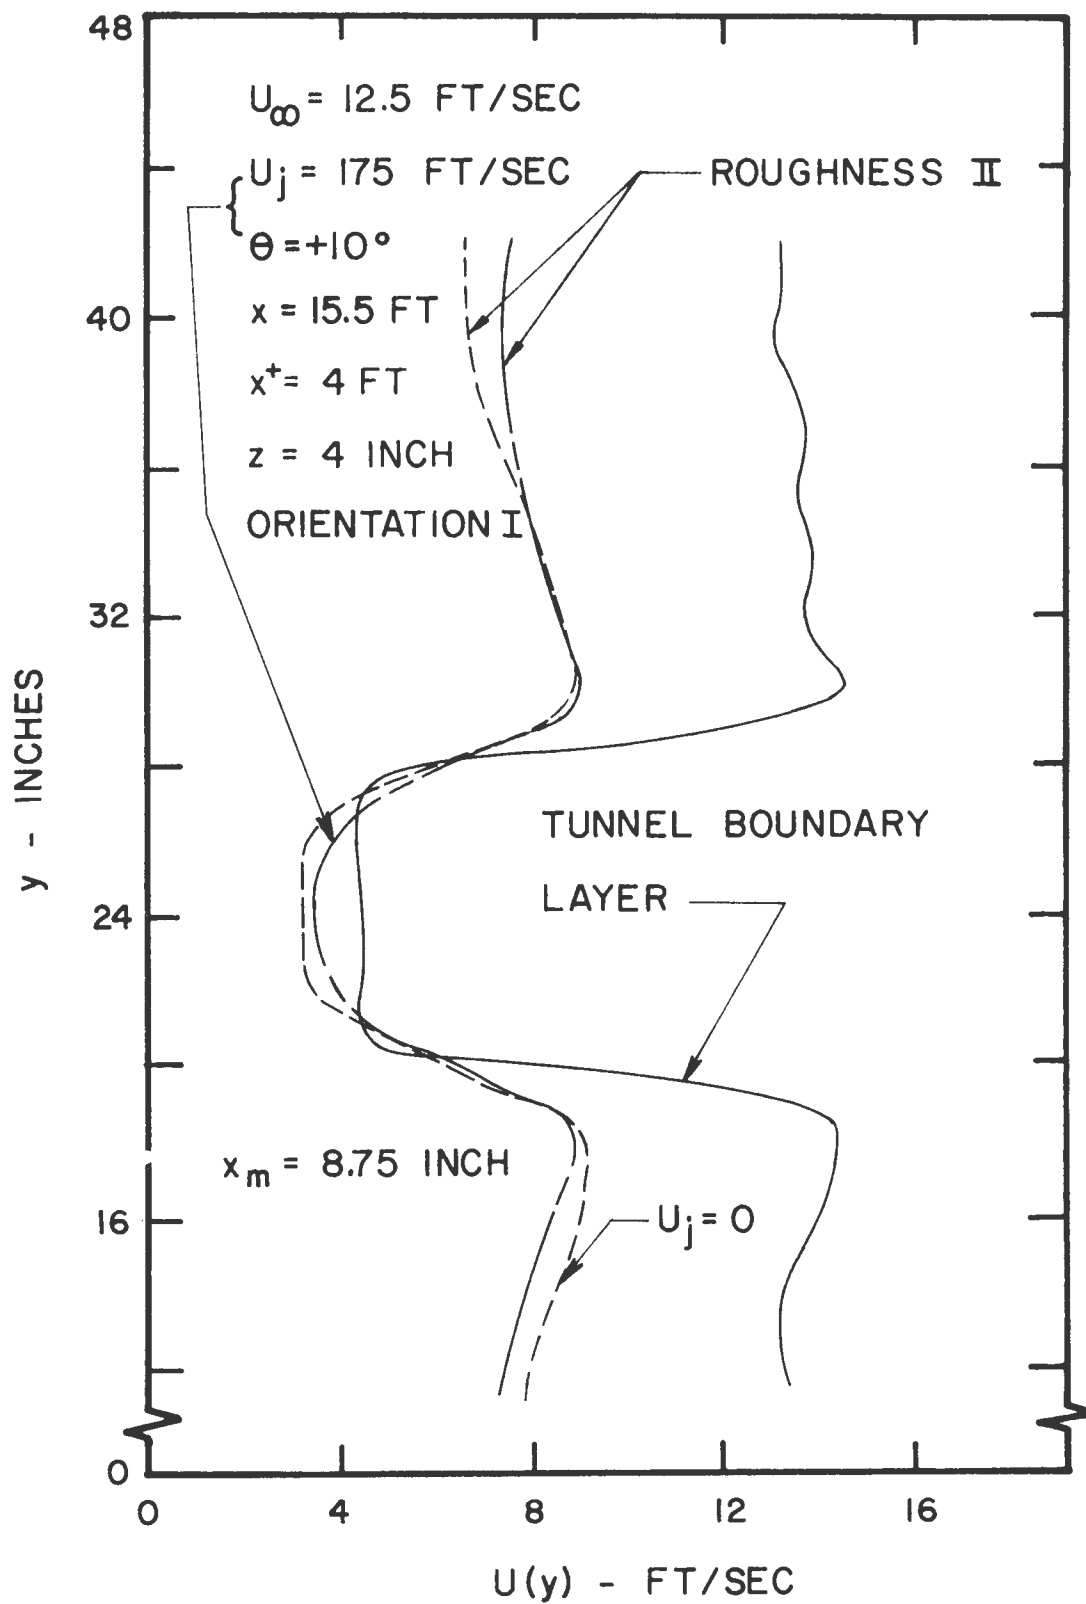 48
U∞ = 12.5 FT/SEC
Uj = 175 FT/SEC
ROUGHNESS II
θ = +10°
40
x = 15.5 FT
x⁺ = 4 FT
z = 4 INCH
ORIENTATION I
32
y - INCHES
TUNNEL BOUNDARY
LAYER
24
xm = 8.75 INCH
16
Uj = 0
0
0 4 8 12 16
U(y) - FT/SEC